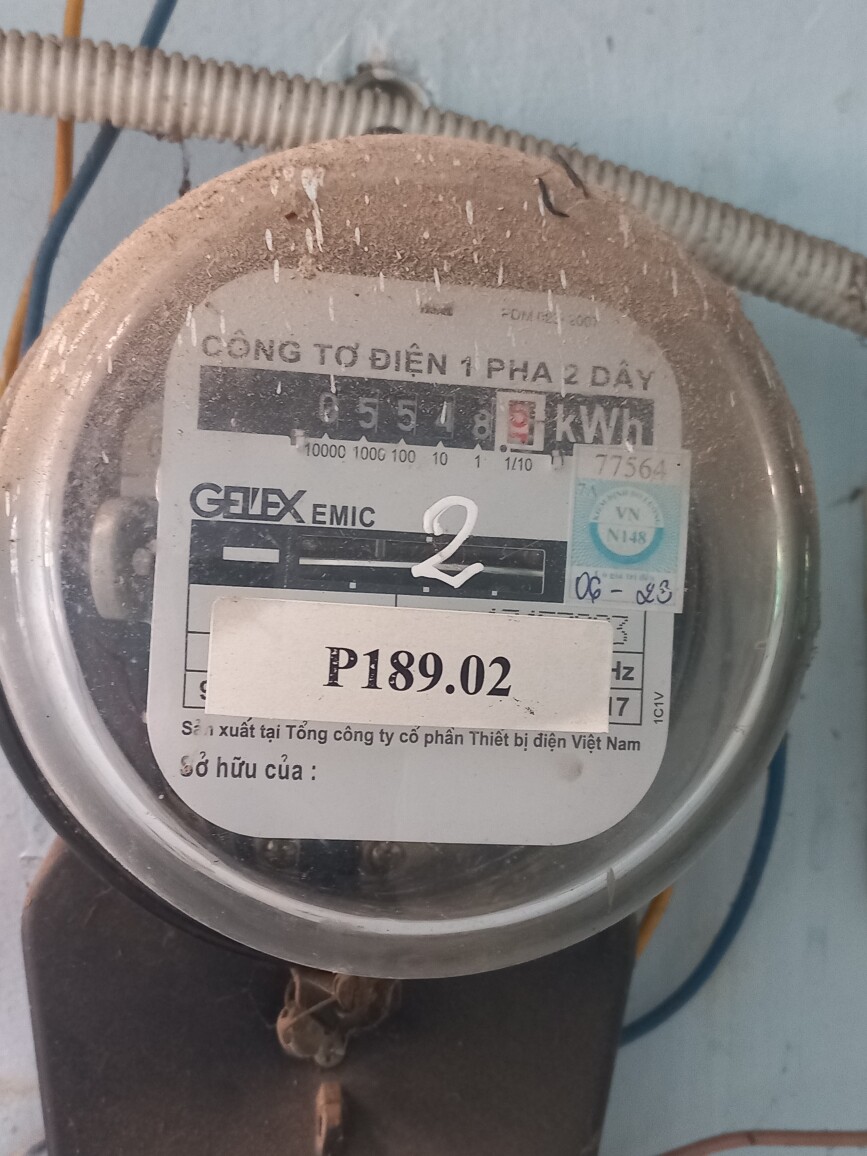 CÔNG TƠ ĐIỆN 1 PHA 2 DÂY
0 5 5 4 8 kWh
10000 1000 100 10 1 1/10
77564
GELEX EMIC
2
VN
N148
06 - 23
P189.02
Hz
17
1C1V
Sản xuất tại Tổng công ty cổ phần Thiết bị điện Việt Nam
Sở hữu của :